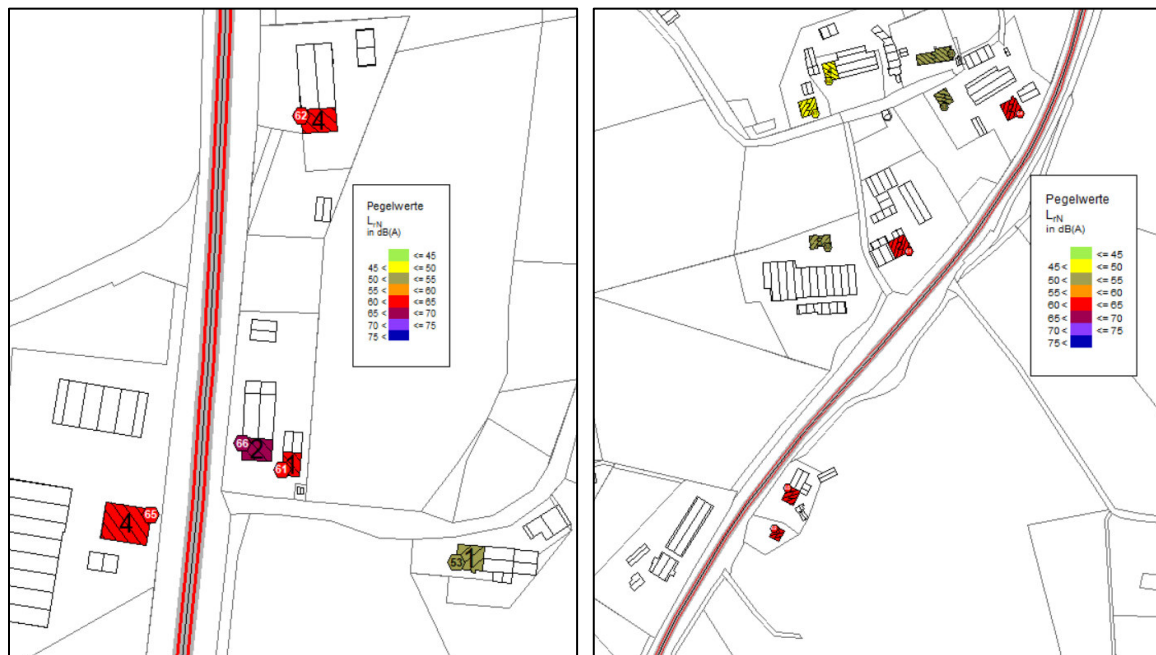 62
4
Pegelwerte
LrN
in dB(A)
<= 45
45 < <= 50
50 < <= 55
55 < <= 60
60 < <= 65
65 < <= 70
70 < <= 75
75 <
66
2
1
61
65
4
53
1
Pegelwerte
LrN
in dB(A)
<= 45
45 < <= 50
50 < <= 55
55 < <= 60
60 < <= 65
65 < <= 70
70 < <= 75
75 <